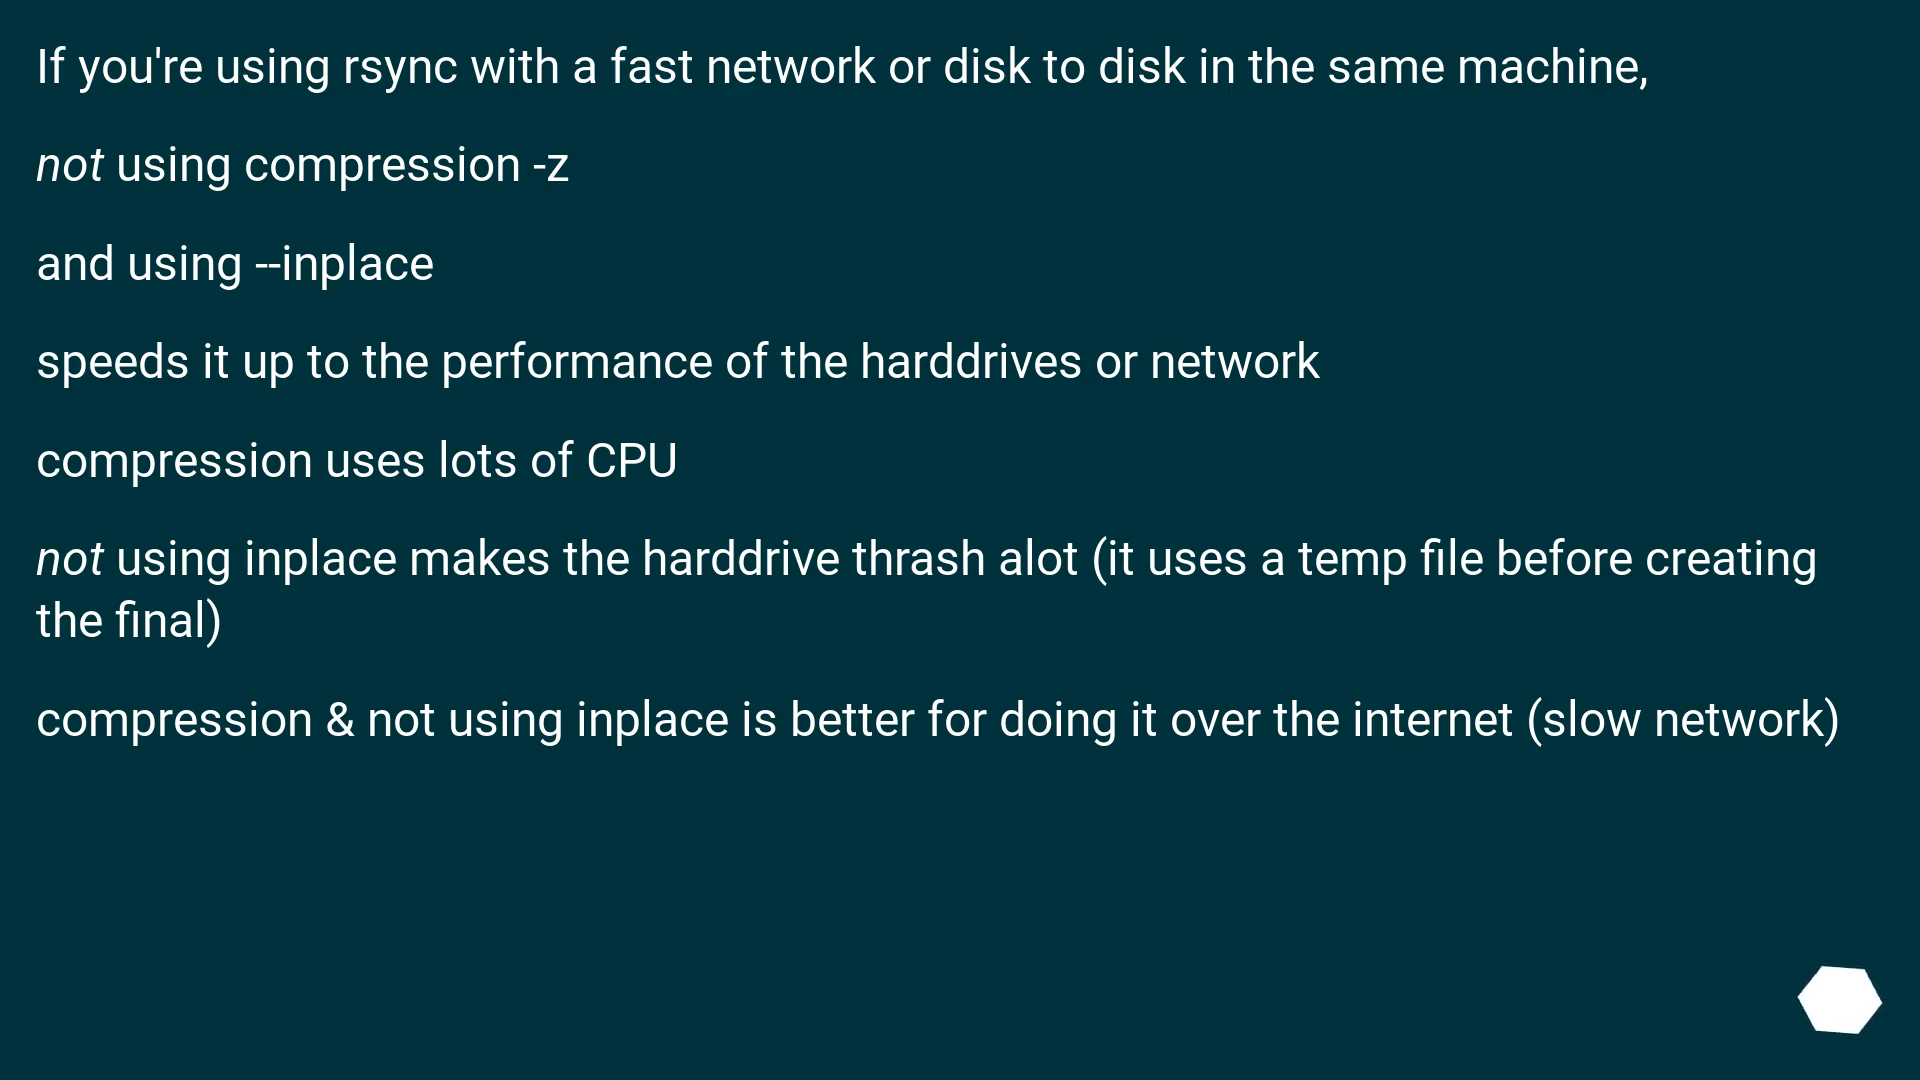 If you're using rsync with a fast network or disk to disk in the same machine,
not using compression -z
and using --inplace
speeds it up to the performance of the harddrives or network
compression uses lots of CPU
not using inplace makes the harddrive thrash alot (it uses a temp file before creating
the final)
compression & not using inplace is better for doing it over the internet (slow network)